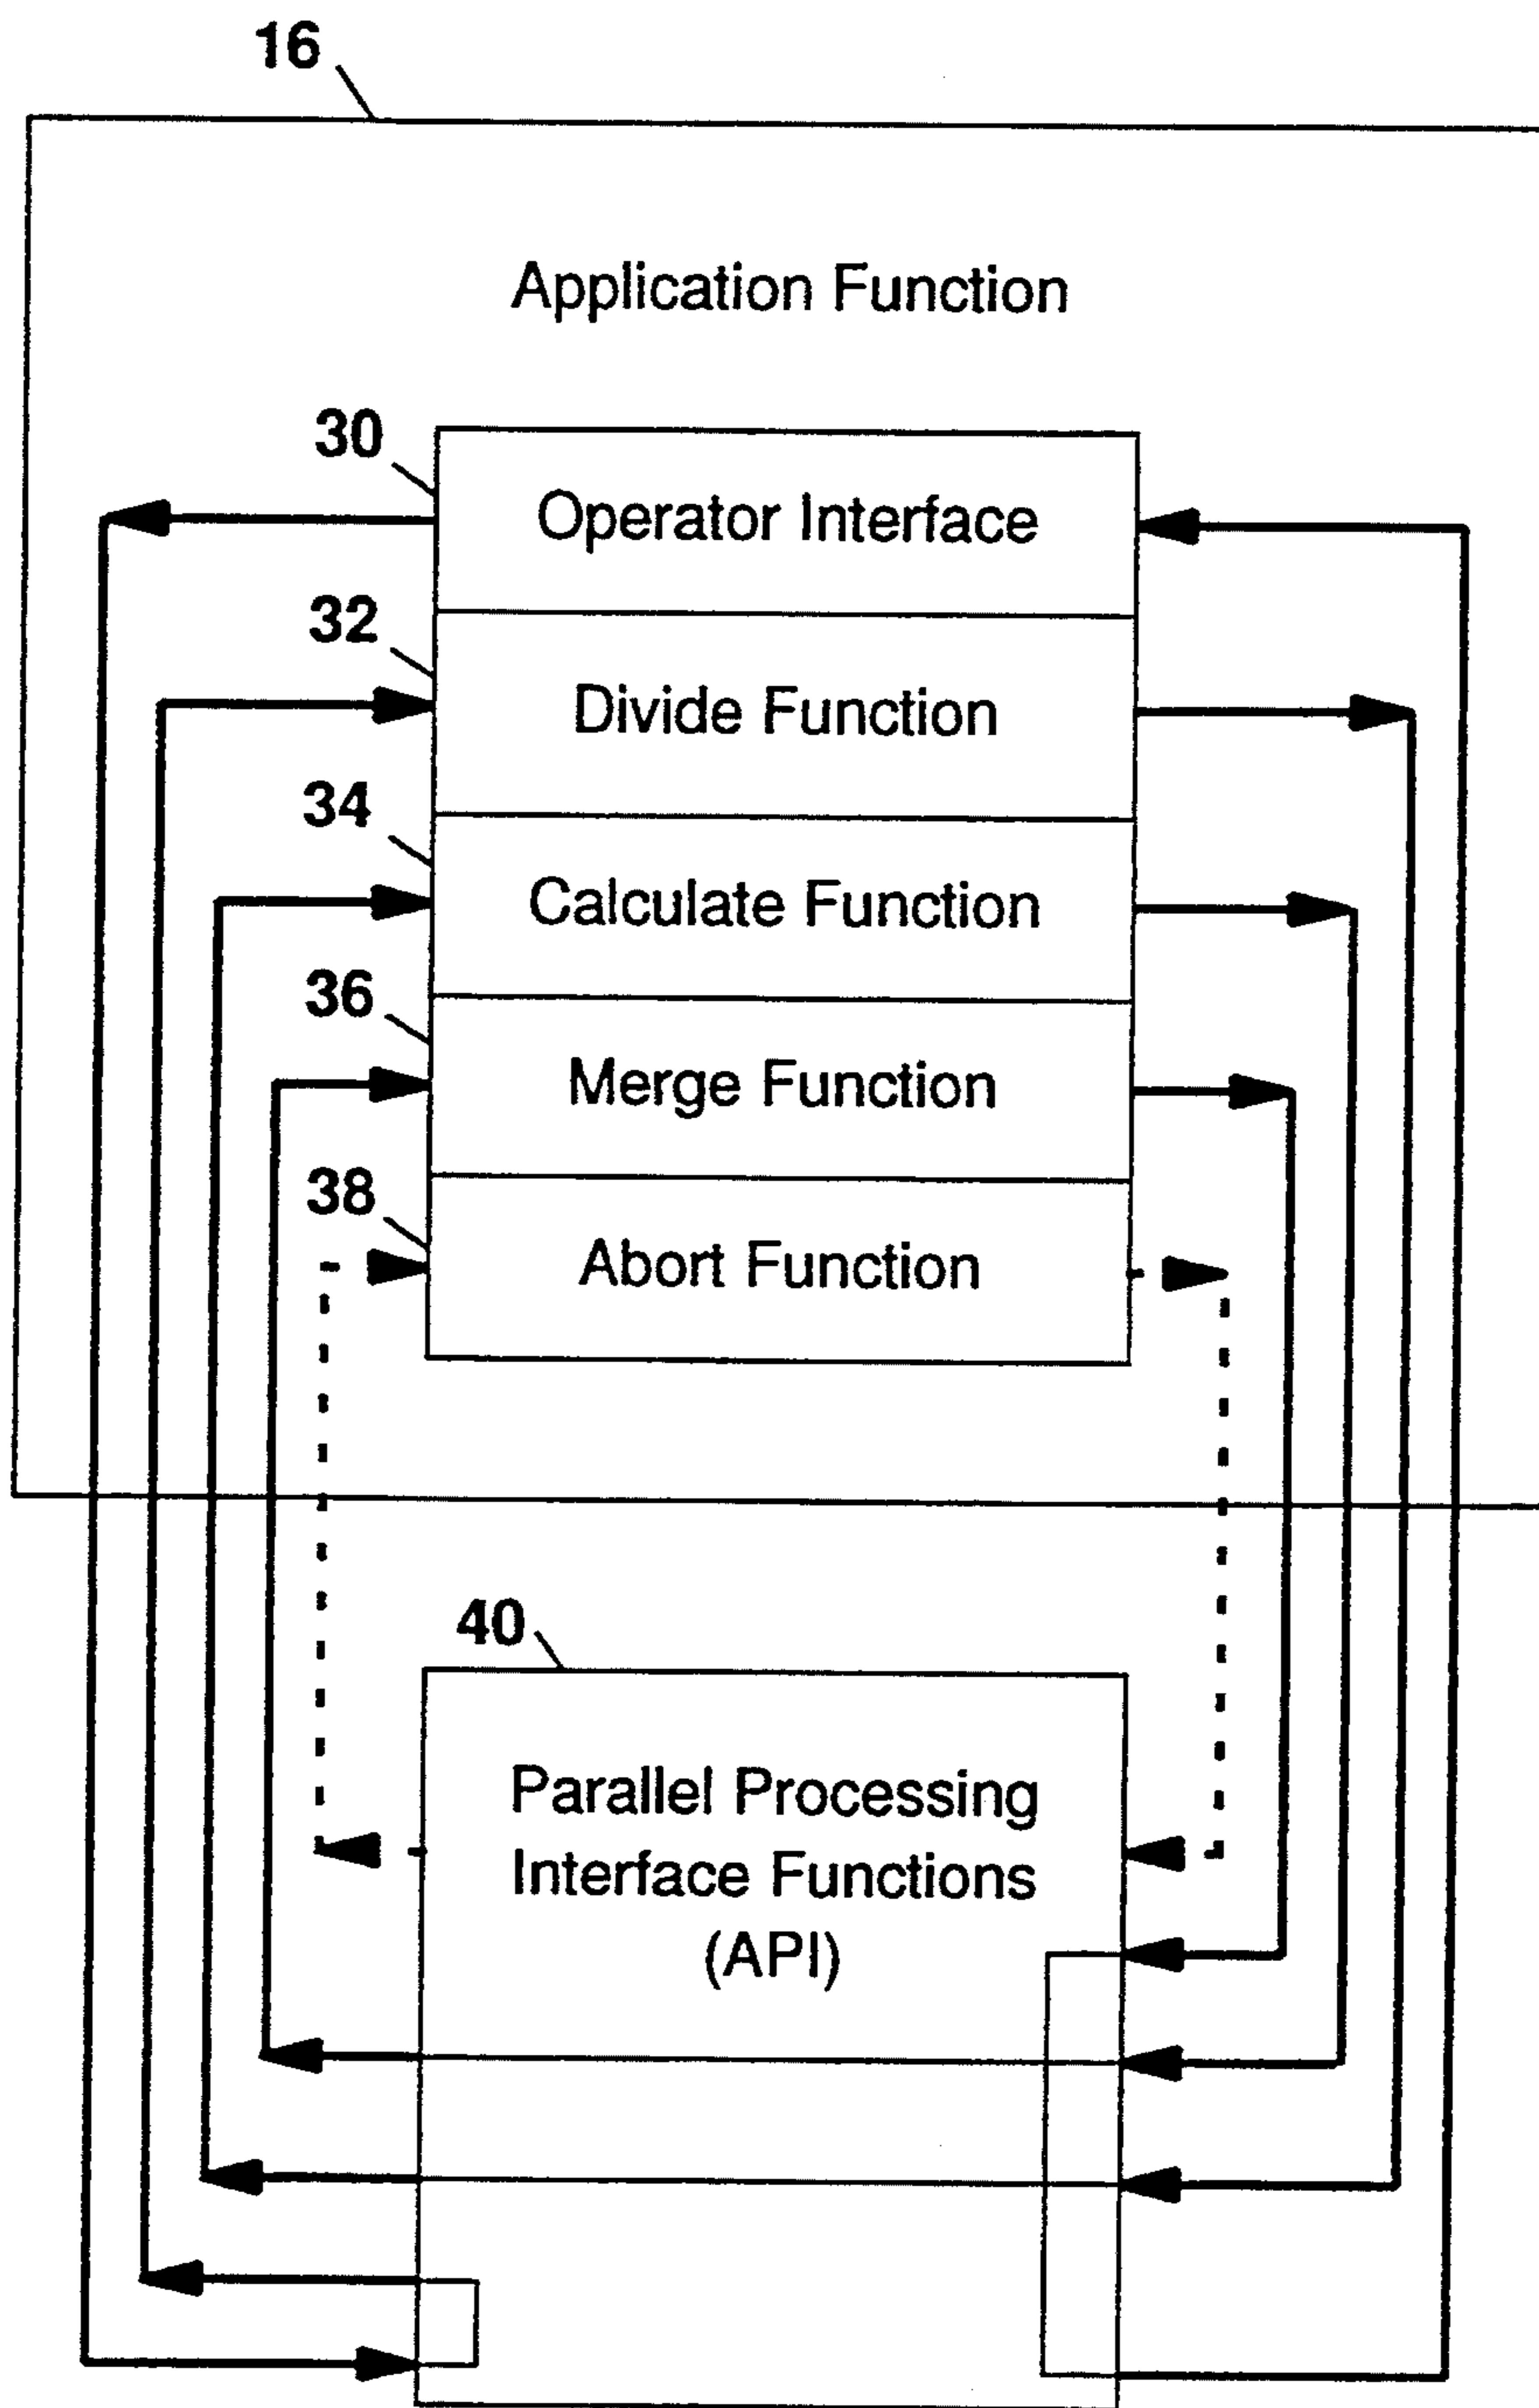 16
Application Function
30
Operator Interface
32
Divide Function
34
Calculate Function
36
Merge Function
38
Abort Function
40
Parallel Processing
Interface Functions
(API)